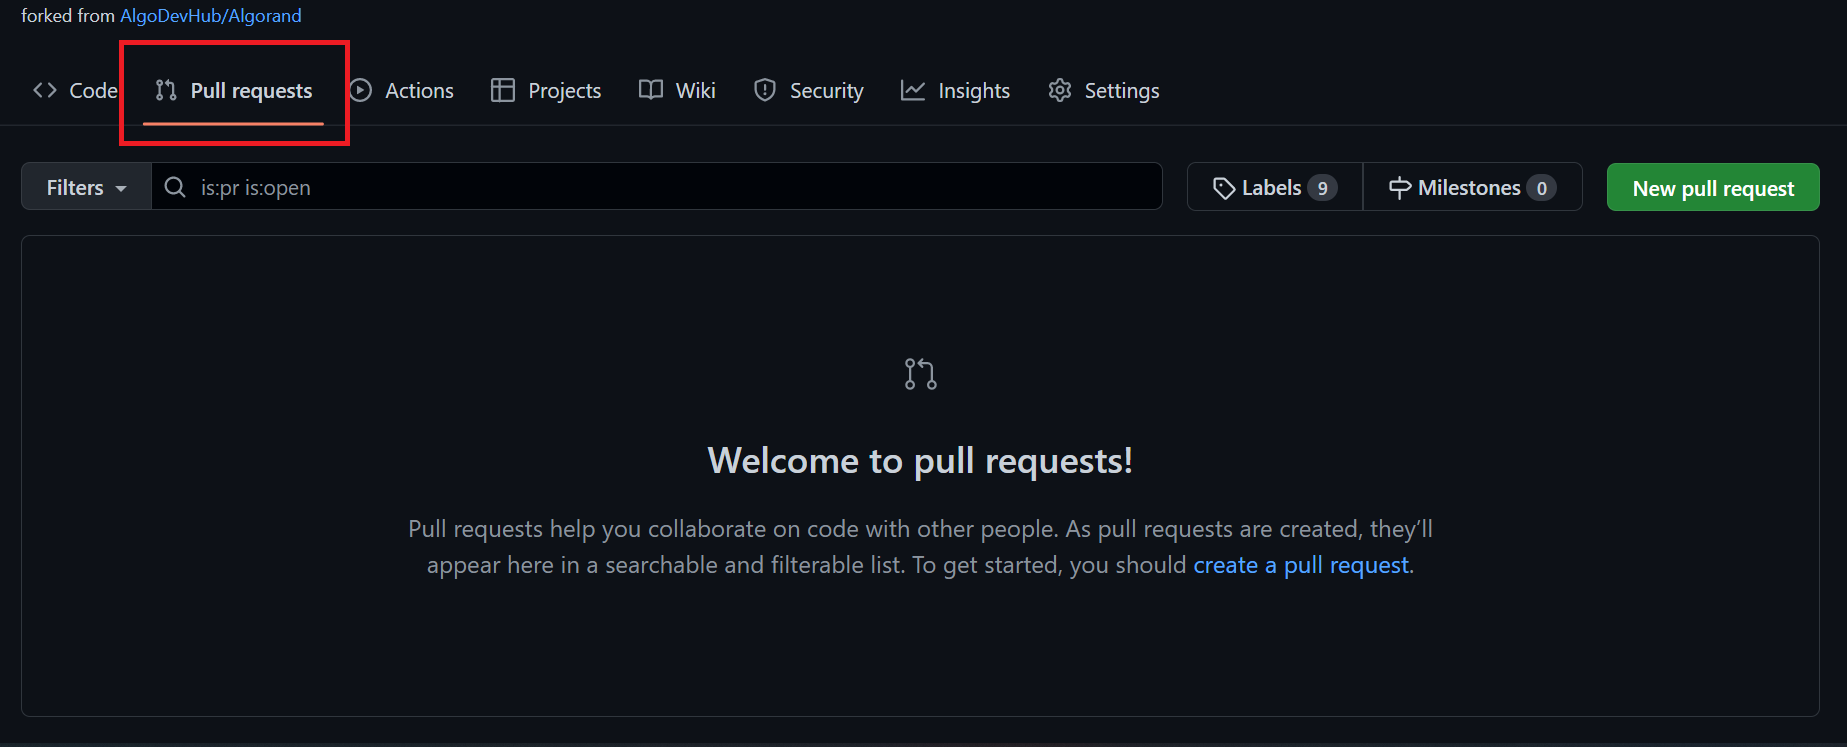 forked from AlgoDevHub/Algorand
Code Pull requests Actions Projects Wiki Security Insights Settings
Filters is:pr is:open Labels 9 Milestones 0 New pull request
Welcome to pull requests!
Pull requests help you collaborate on code with other people. As pull requests are created, they’ll
appear here in a searchable and filterable list. To get started, you should create a pull request.